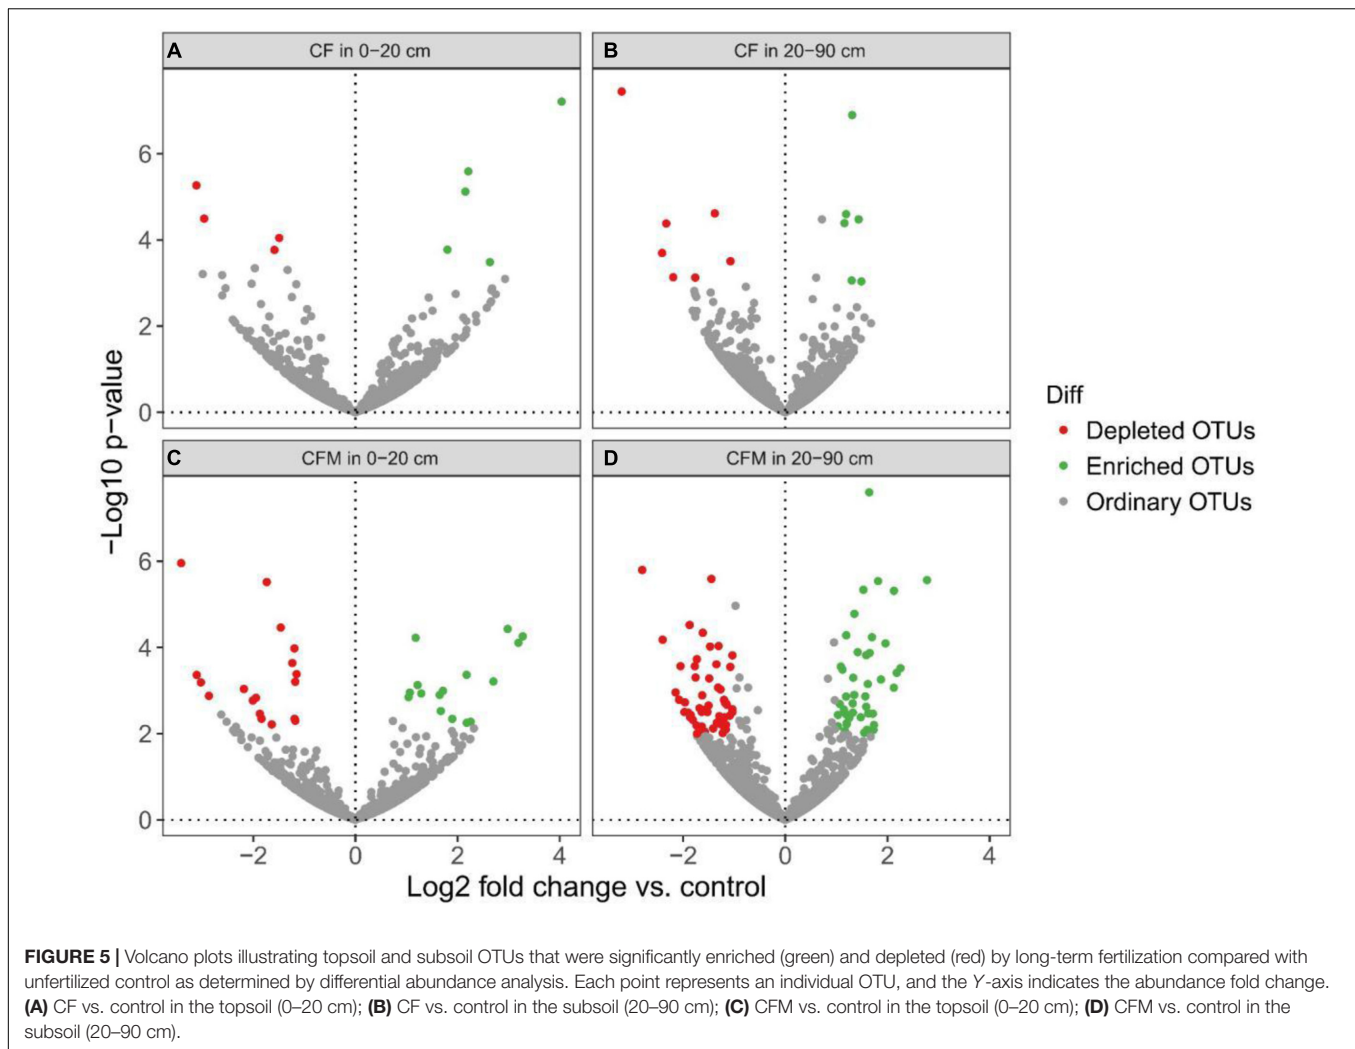 A CF in 0−20 cm
B CF in 20−90 cm
6
4
2
0
C CFM in 0−20 cm
D CFM in 20−90 cm
6
4
2
0
−2 0 2 4
−2 0 2 4
−Log10 p−value
Log2 fold change vs. control
Diff
Depleted OTUs
Enriched OTUs
Ordinary OTUs
FIGURE 5 | Volcano plots illustrating topsoil and subsoil OTUs that were significantly enriched (green) and depleted (red) by long-term fertilization compared with
unfertilized control as determined by differential abundance analysis. Each point represents an individual OTU, and the Y-axis indicates the abundance fold change.
(A) CF vs. control in the topsoil (0–20 cm); (B) CF vs. control in the subsoil (20–90 cm); (C) CFM vs. control in the topsoil (0–20 cm); (D) CFM vs. control in the
subsoil (20–90 cm).